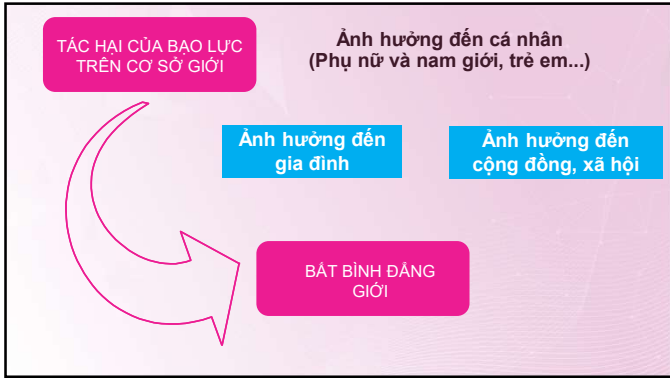 TÁC HẠI CỦA BẠO LỰC
TRÊN CƠ SỞ GIỚI
Ảnh hưởng đến cá nhân
(Phụ nữ và nam giới, trẻ em...)
Ảnh hưởng đến
gia đình
Ảnh hưởng đến
cộng đồng, xã hội
BẤT BÌNH ĐẲNG
GIỚI